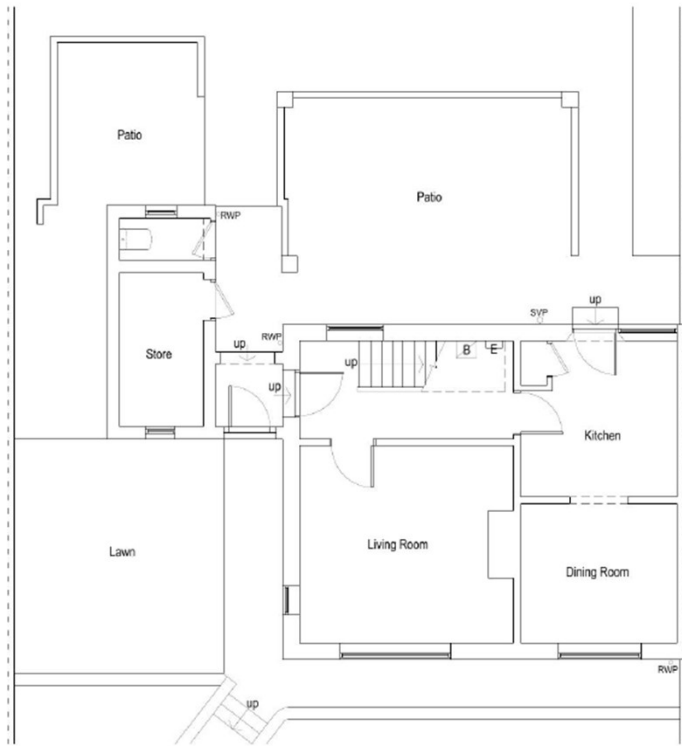 Patio
Patio
RWP
up
SVP
RWP
up
Store
up
B
E
up
Kitchen
Living Room
Lawn
Dining Room
RWP
up